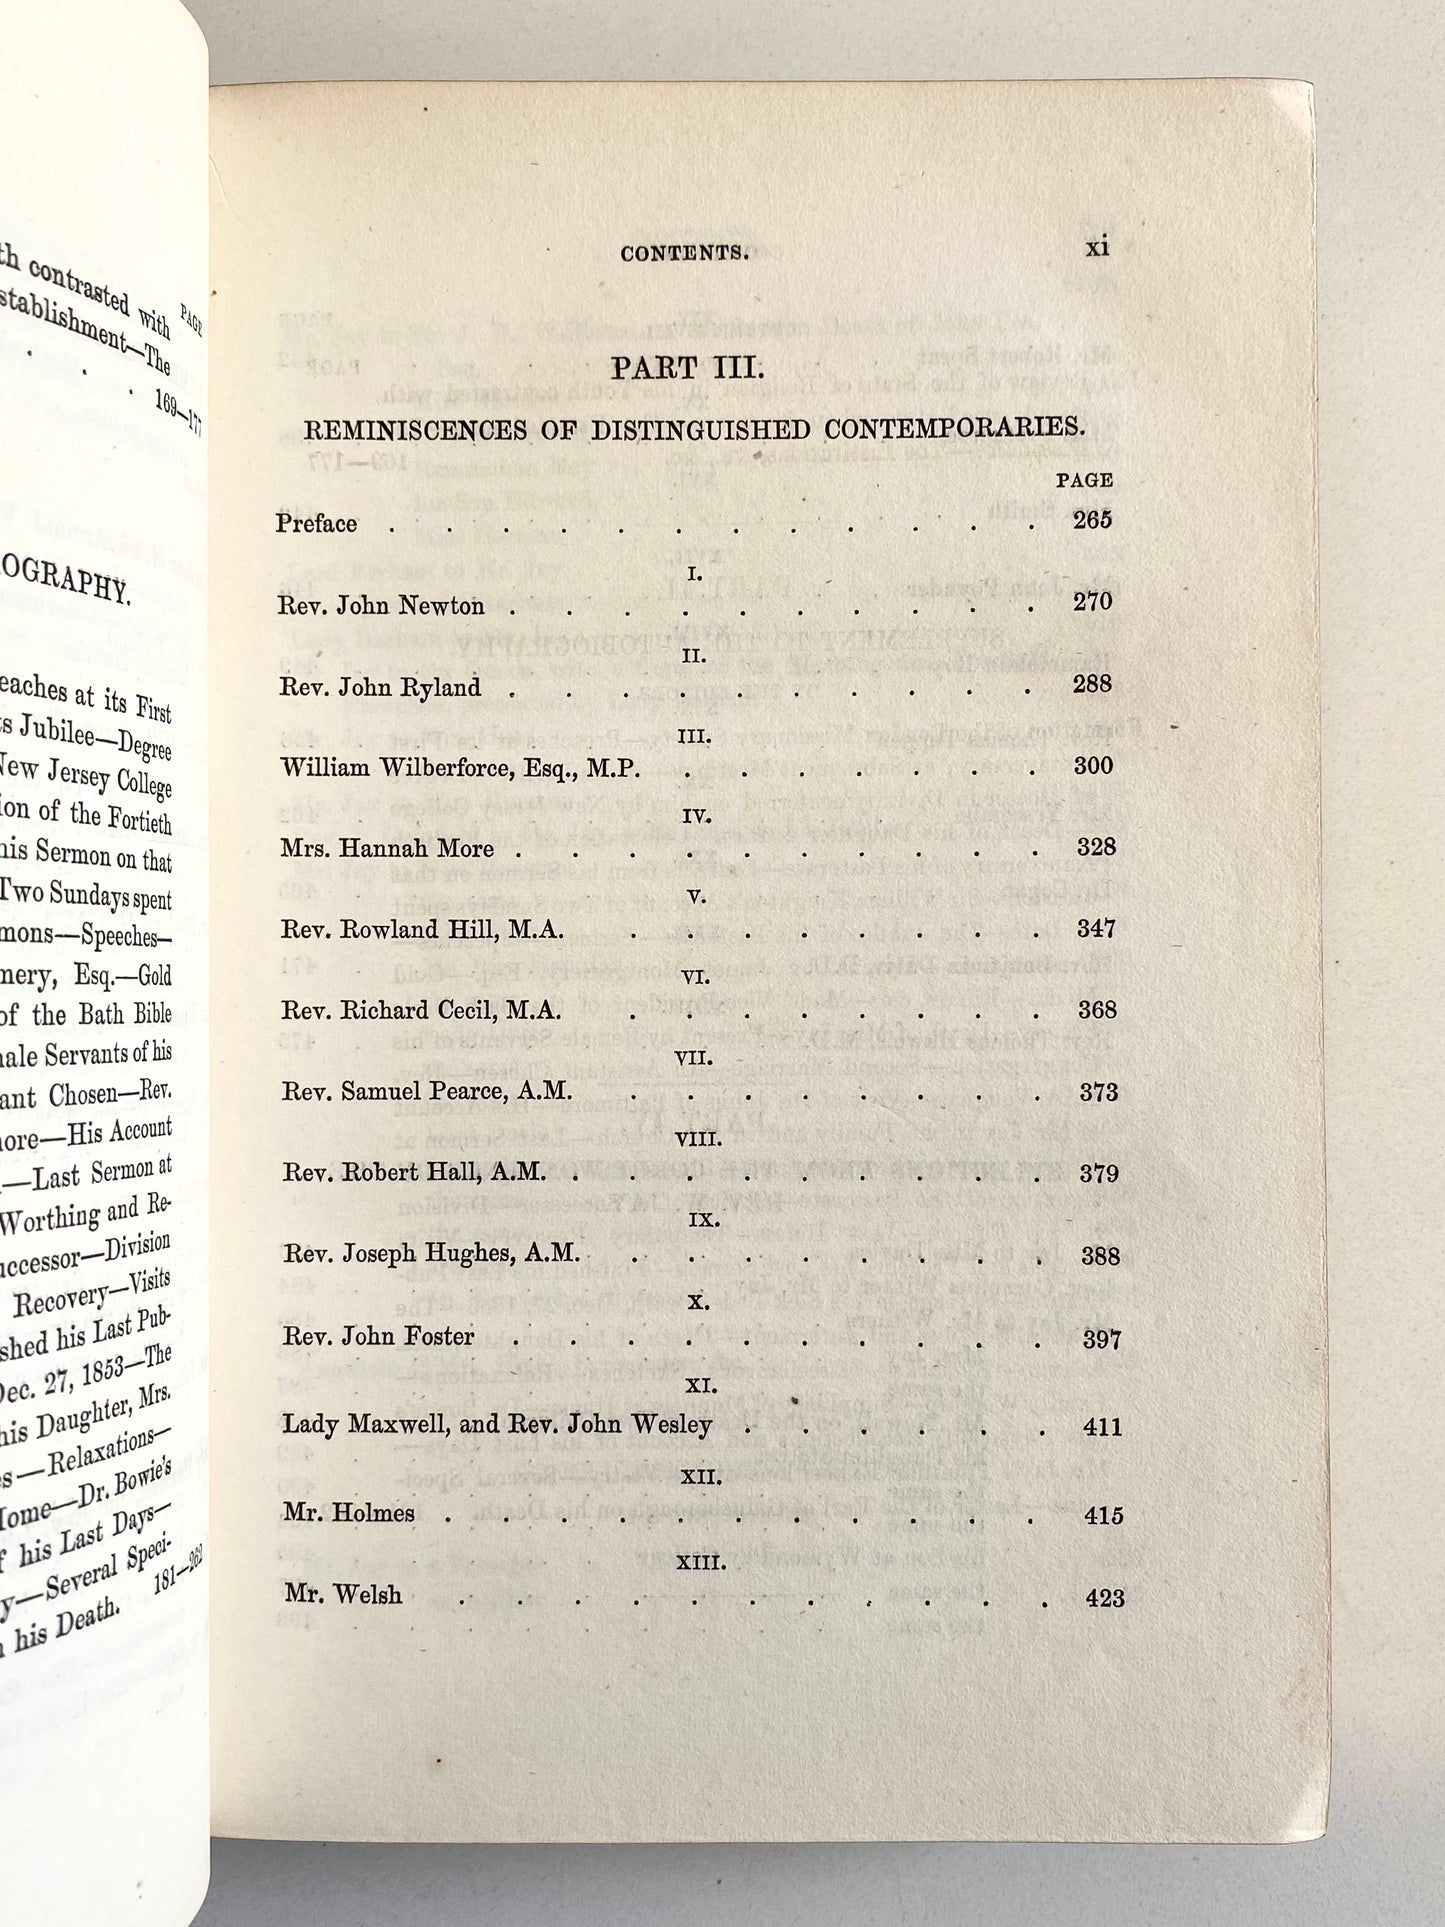 th contrasted with
PAGE
stablishment—The
169—177
OGRAPHY.
eaches at its First
s Jubilee—Degree
New Jersey College
ion of the Fortieth
his Sermon on that
Two Sundays spent
mons—Speeches—
nery, Esq.—Gold
of the Bath Bible
nale Servants of his
ant Chosen—Rev.
nore—His Account
—Last Sermon at
Worthing and Re-
uccessor—Division
Recovery—Visits
shed his Last Pub-
Dec. 27, 1853—The
his Daughter, Mrs.
es—Relaxations—
Home—Dr. Bowie's
f his Last Days—
y—Several Speci-
n his Death. 181—262
CONTENTS. xi
PART III.
REMINISCENCES OF DISTINGUISHED CONTEMPORARIES.
PAGE
Preface . . . . . . . . . . . . 265
I.
Rev. John Newton . . . . . . . . . . 270
II.
Rev. John Ryland . . . . . . . . . . 288
III.
William Wilberforce, Esq., M.P. . . . . . . . 300
IV.
Mrs. Hannah More . . . . . . . . . . 328
V.
Rev. Rowland Hill, M.A. . . . . . . . . 347
VI.
Rev. Richard Cecil, M.A. . . . . . . . . 368
VII.
Rev. Samuel Pearce, A.M. . . . . . . . . 373
VIII.
Rev. Robert Hall, A.M. . . . . . . . . . 379
IX.
Rev. Joseph Hughes, A.M. . . . . . . . . 388
X.
Rev. John Foster . . . . . . . . . . 397
XI.
Lady Maxwell, and Rev. John Wesley . . . . . . 411
XII.
Mr. Holmes . . . . . . . . . . . 415
XIII.
Mr. Welsh . . . . . . . . . . . 423